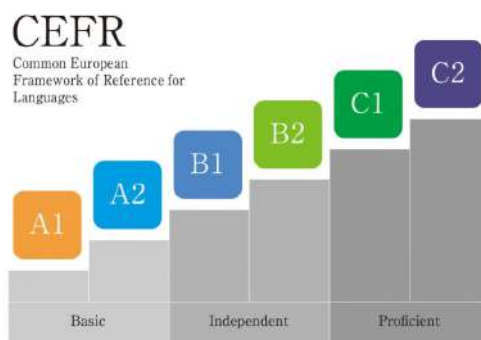 CEFR
Common European
Framework of Reference for
Languages
C2
C1
B2
B1
A2
A1
Basic
Independent
Proficient